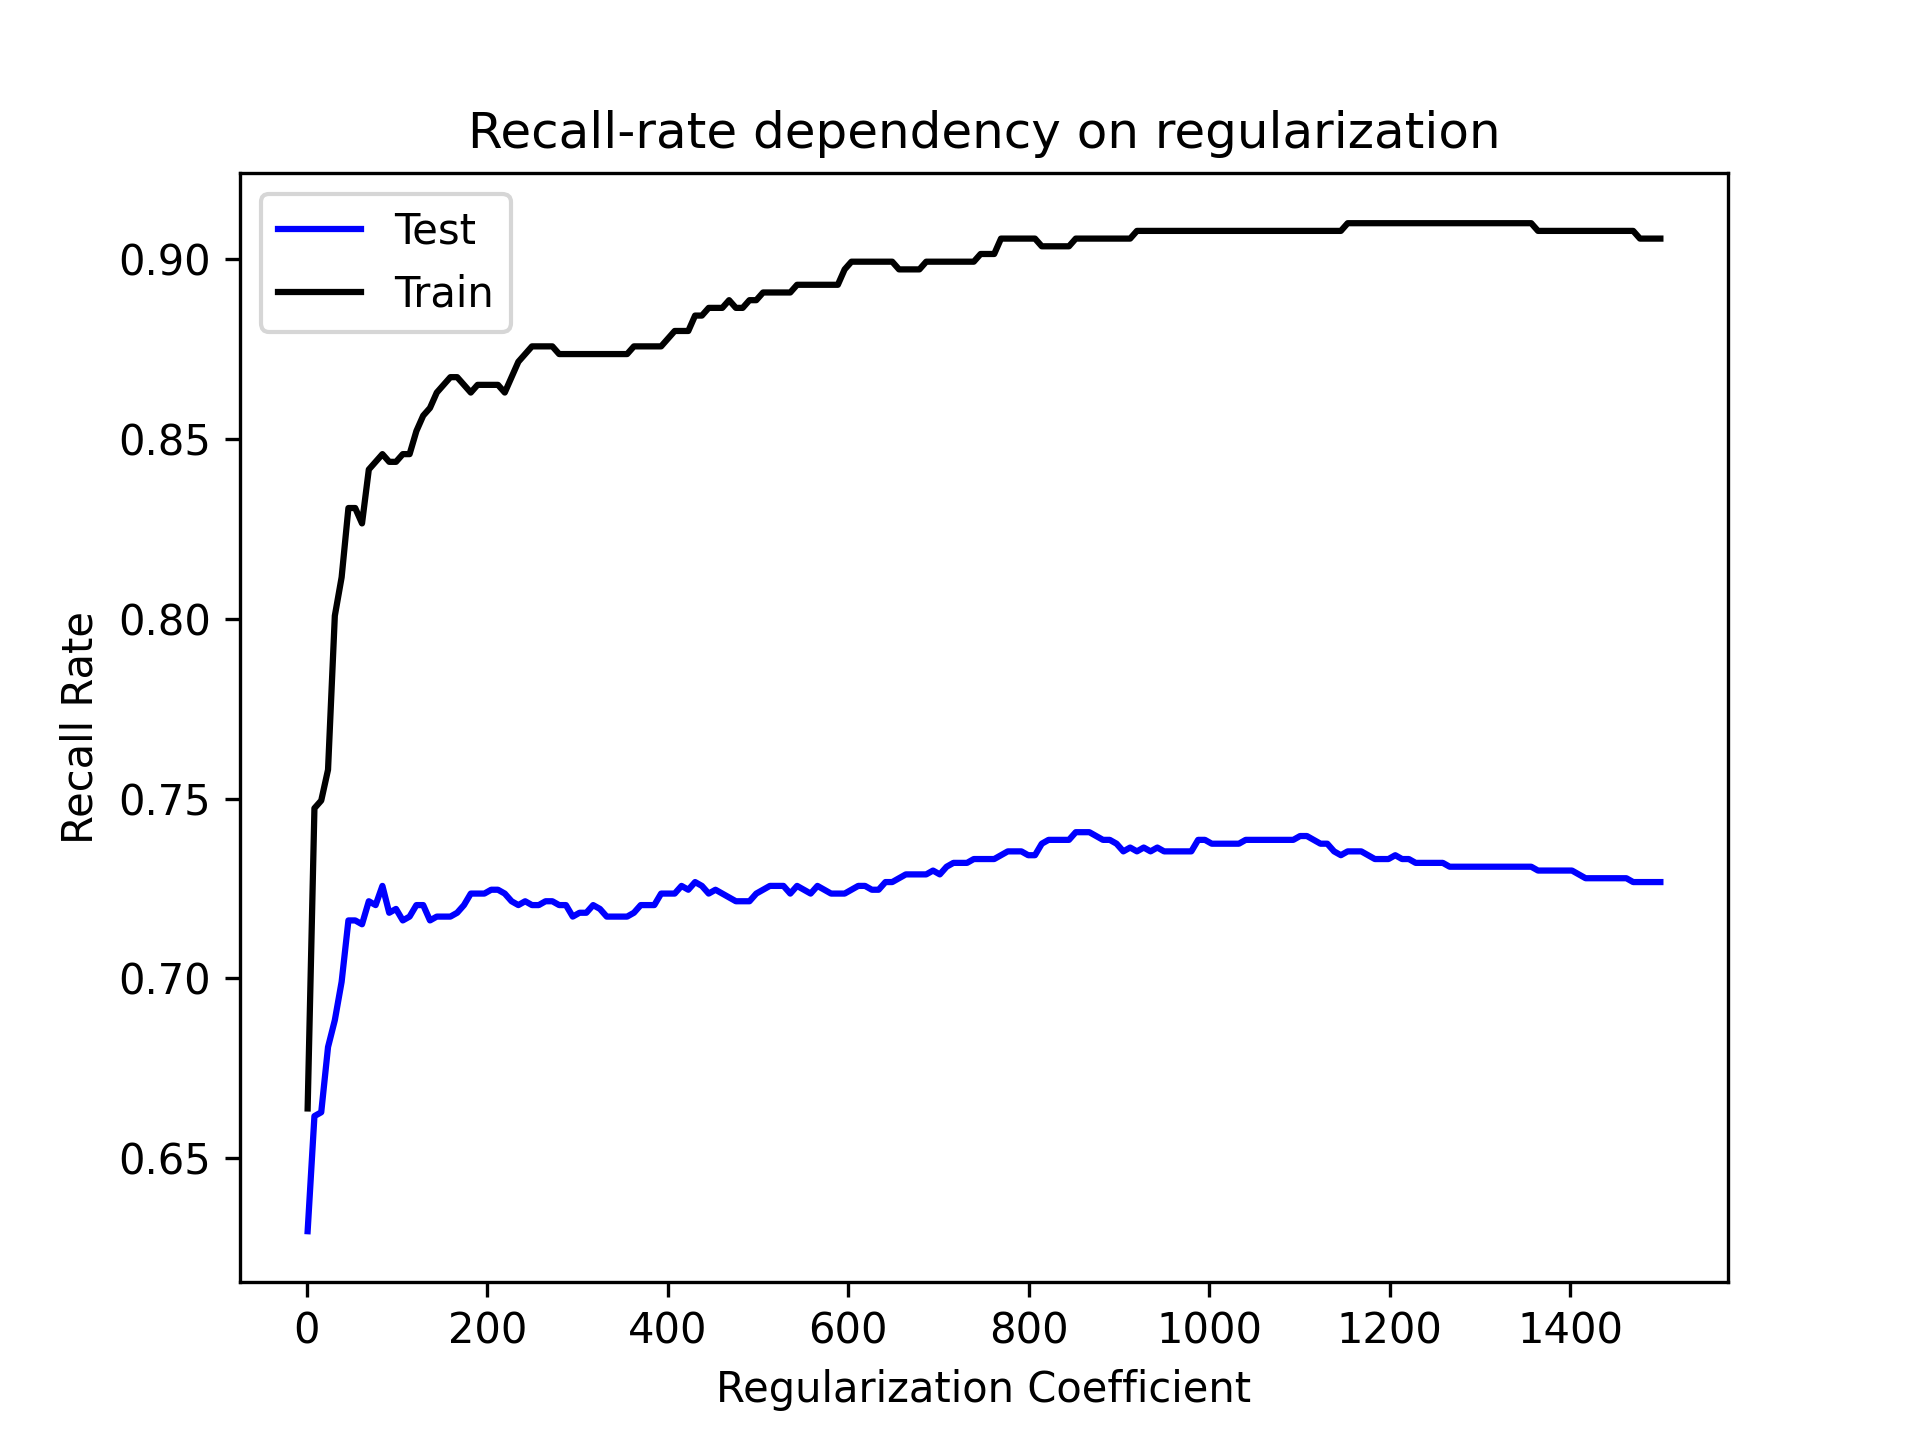 Recall-rate dependency on regularization
Test
Train
0.90
0.85
0.80
0.75
0.70
0.65
Recall Rate
0 200 400 600 800 1000 1200 1400
Regularization Coefficient